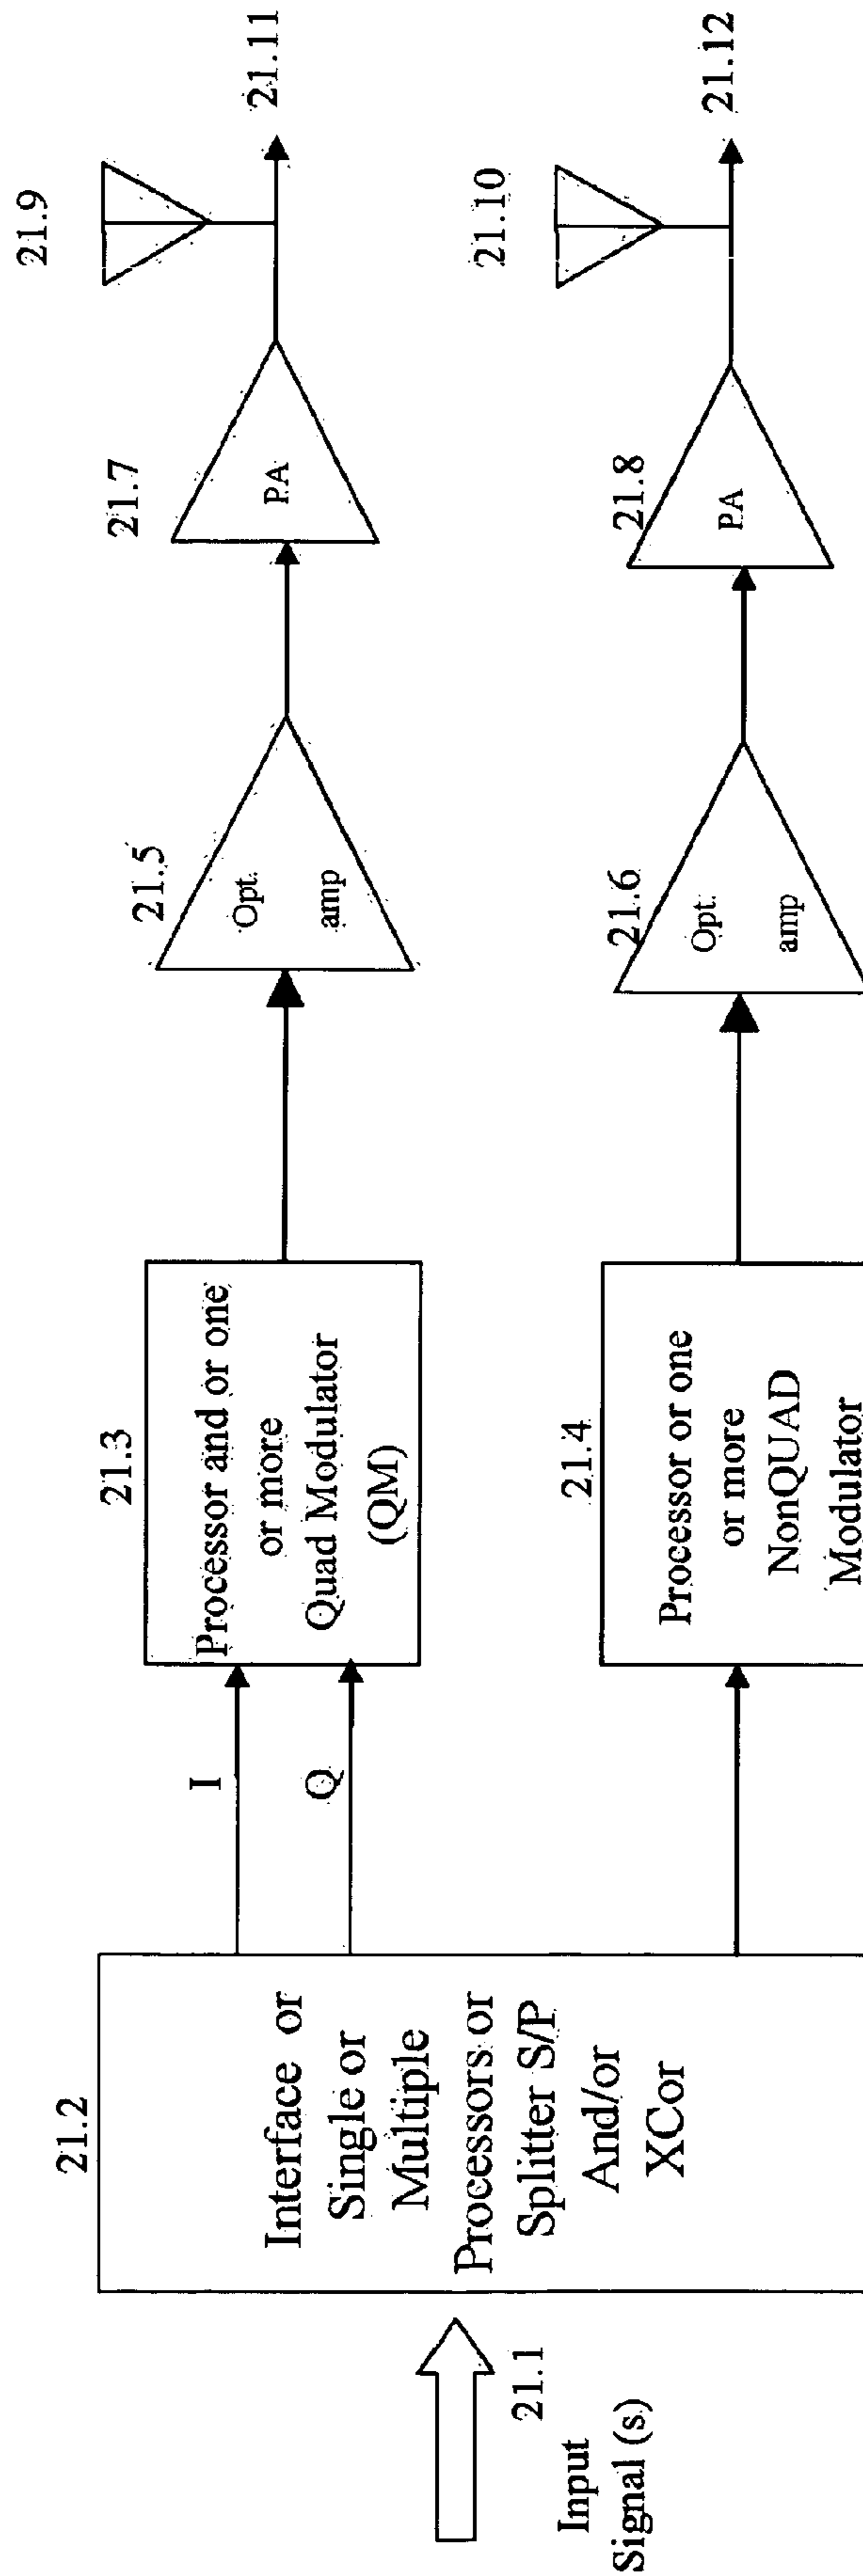 21.1
Input
Signal (s)
21.2
Interface or
Single or
Multiple
Processors or
Splitter S/P
And/or
XCor
I
Q
21.3
Processor and or one
or more
Quad Modulator
(QM)
21.5
Opt.
amp
21.7
PA
21.9
21.11
21.4
Processor or one
or more
NonQUAD
Modulator
21.6
Opt.
amp
21.8
PA
21.10
21.12